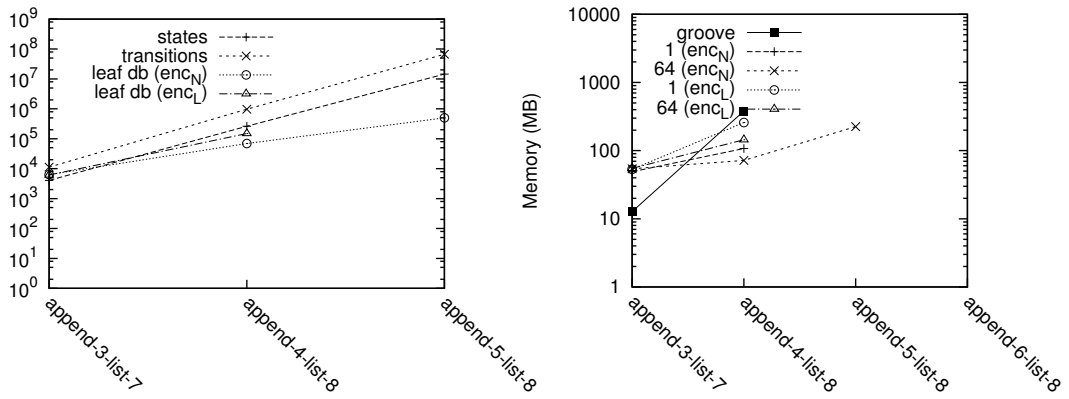 10^9
10^8
10^7
10^6
10^5
10^4
10^3
10^2
10^1
10^0
states
transitions
leaf db (enc_N)
leaf db (enc_L)
append-3-list-7
append-4-list-8
append-5-list-8
Memory (MB)
10000
1000
100
10
1
groove
1 (enc_N)
64 (enc_N)
1 (enc_L)
64 (enc_L)
append-3-list-7
append-4-list-8
append-5-list-8
append-6-list-8